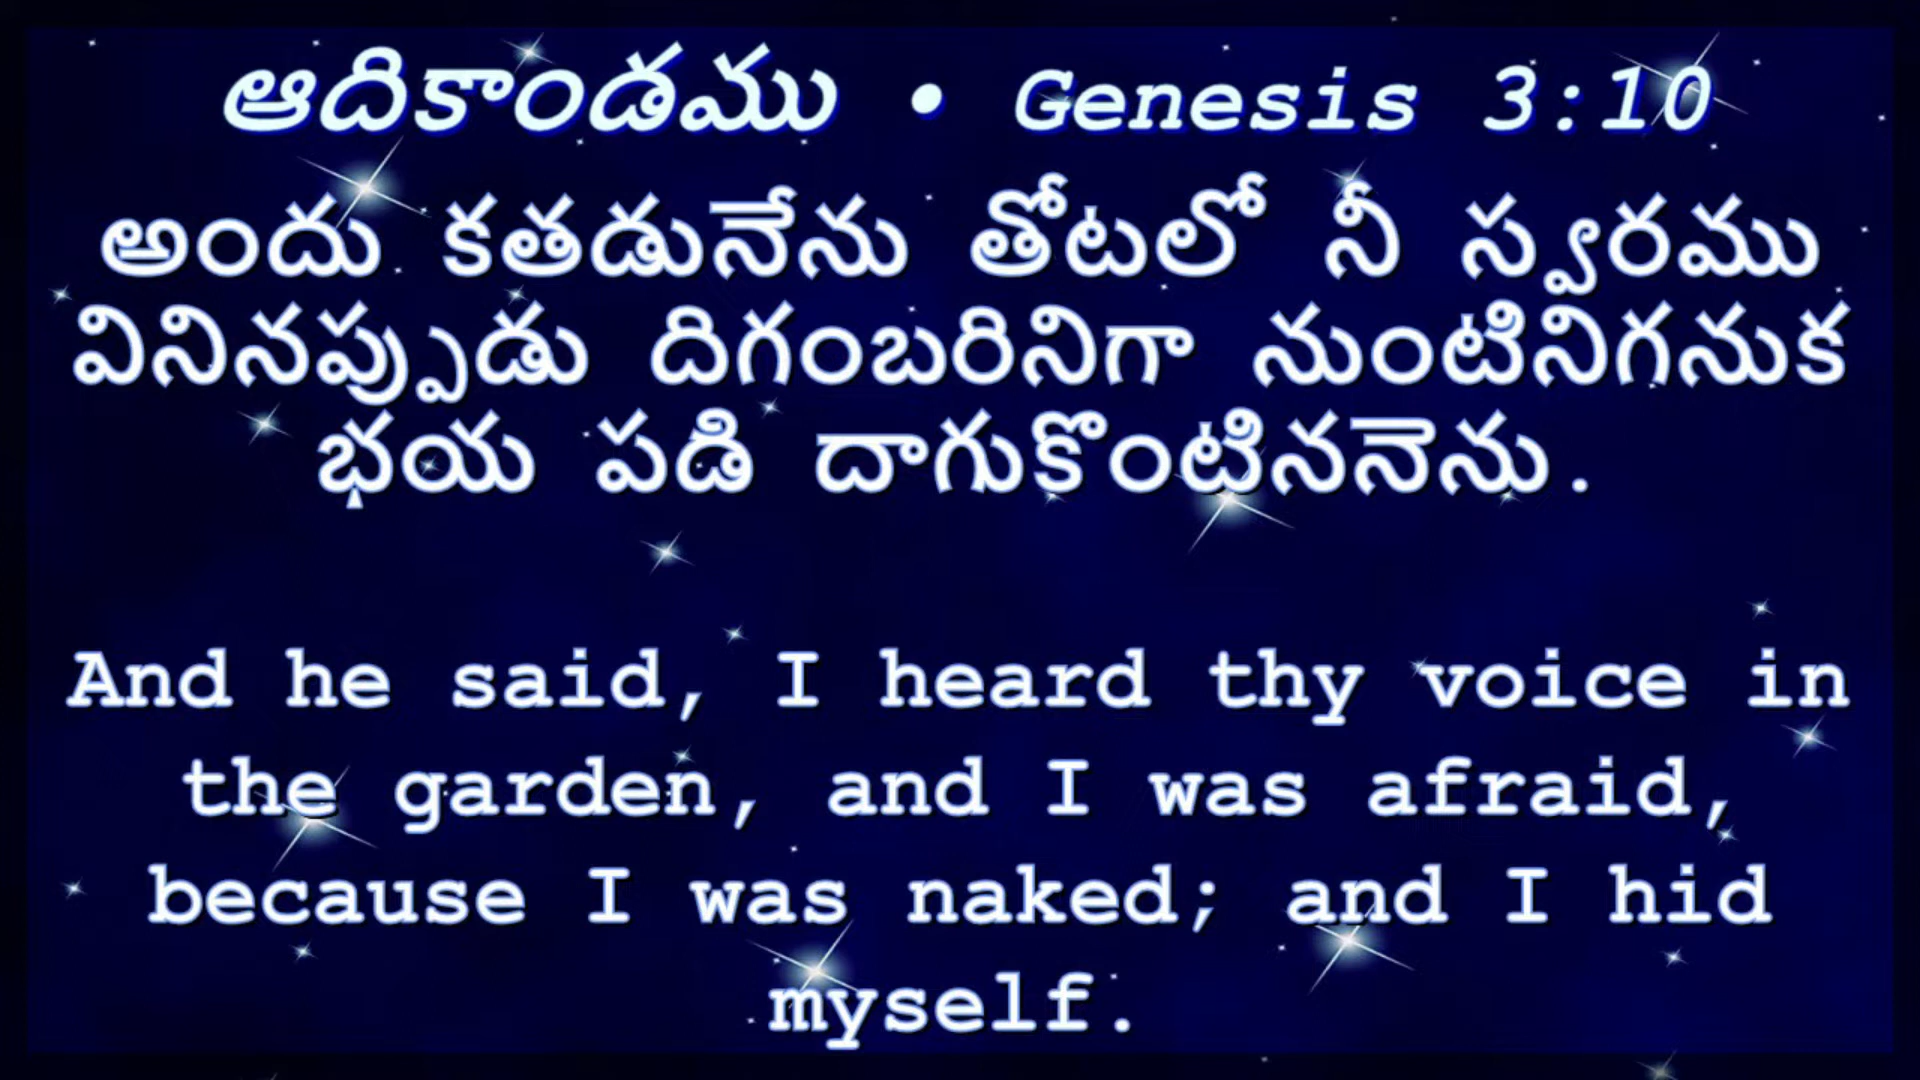 ఆదికాండము • Genesis 3:10
అందు కతడునేను తోటలో నీ స్వరము
వినినప్పుడు దిగంబరినిగా నుంటినిగనుక
భయ పడి దాగుకొంటిననెను.
And he said, I heard thy voice in
the garden, and I was afraid,
because I was naked; and I hid
myself.